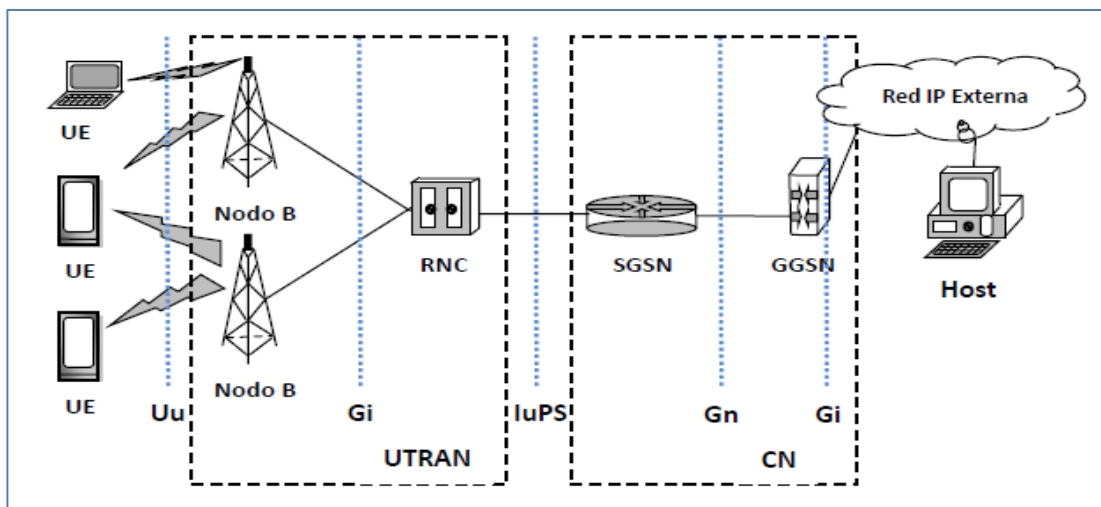 UE
Nodo B
UE
UE
Nodo B
RNC
SGSN
GGSN
Red IP Externa
Host
Uu
Gi
IuPS
Gn
Gi
UTRAN
CN